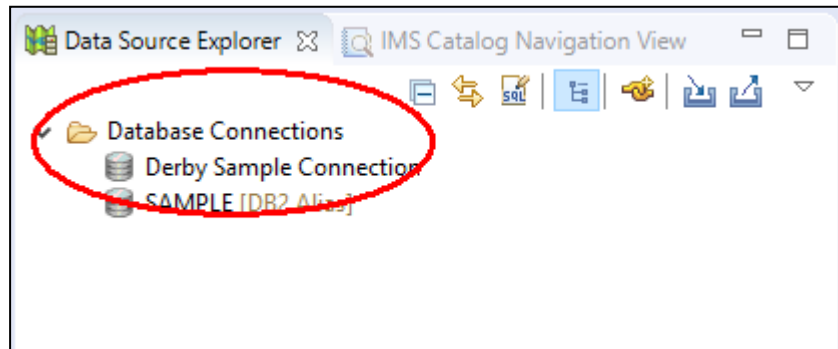 Data Source Explorer IMS Catalog Navigation View
SQL
Database Connections
Derby Sample Connection
SAMPLE [DB2 Alias]